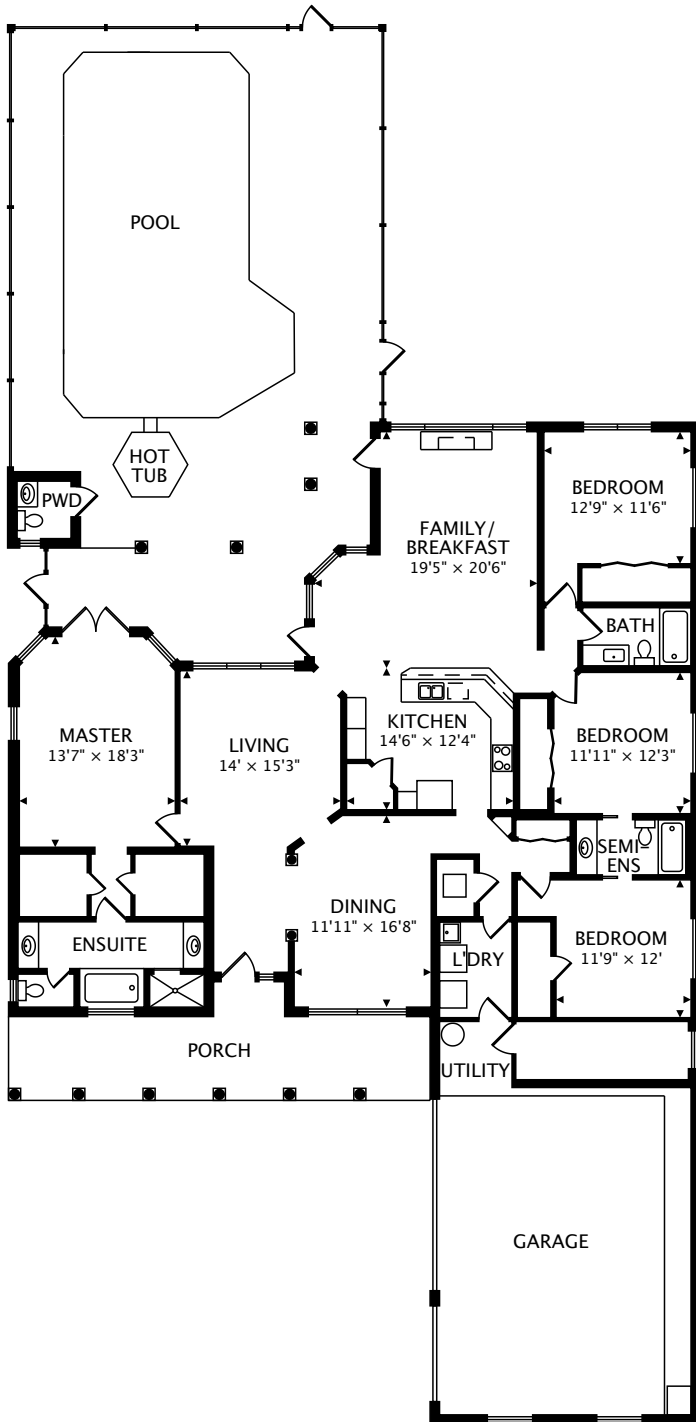 POOL
HOT
TUB
PWD
BEDROOM
12'9" × 11'6"
FAMILY/
BREAKFAST
19'5" × 20'6"
BATH
MASTER
13'7" × 18'3"
LIVING
14' × 15'3"
KITCHEN
14'6" × 12'4"
BEDROOM
11'11" × 12'3"
SEMI-
ENS
DINING
11'11" × 16'8"
ENSUITE
L'DRY
BEDROOM
11'9" × 12'
PORCH
UTILITY
GARAGE